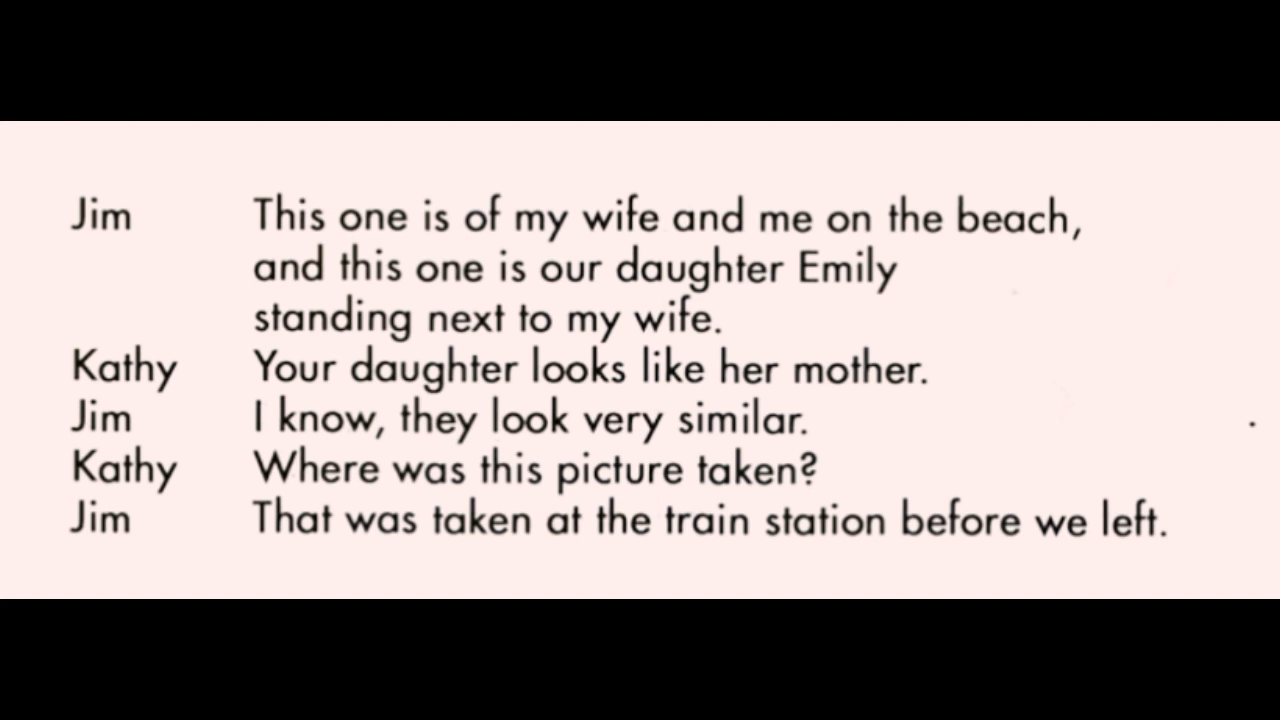 Jim This one is of my wife and me on the beach,
and this one is our daughter Emily
standing next to my wife.
Kathy Your daughter looks like her mother.
Jim I know, they look very similar.
Kathy Where was this picture taken?
Jim That was taken at the train station before we left.